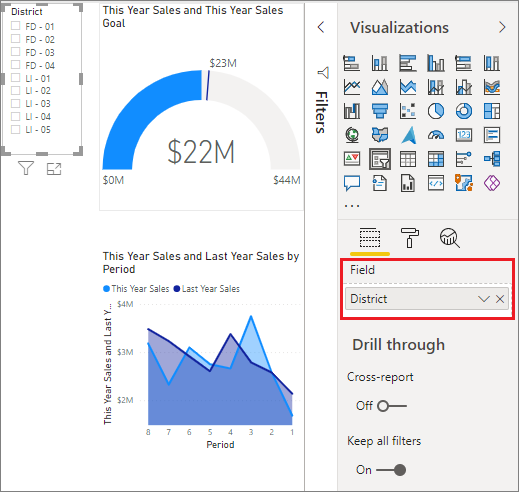 District
FD - 01
FD - 02
FD - 03
FD - 04
LI - 01
LI - 02
LI - 03
LI - 04
LI - 05
This Year Sales and This Year Sales
Goal
$23M
$22M
$0M
$44M
This Year Sales and Last Year Sales by
Period
This Year Sales
Last Year Sales
This Year Sales and Last Y...
$4M
$3M
$2M
8
7
6
5
4
3
2
1
Period
Filters
Visualizations
123
Field
District
Drill through
Cross-report
Off
Keep all filters
On